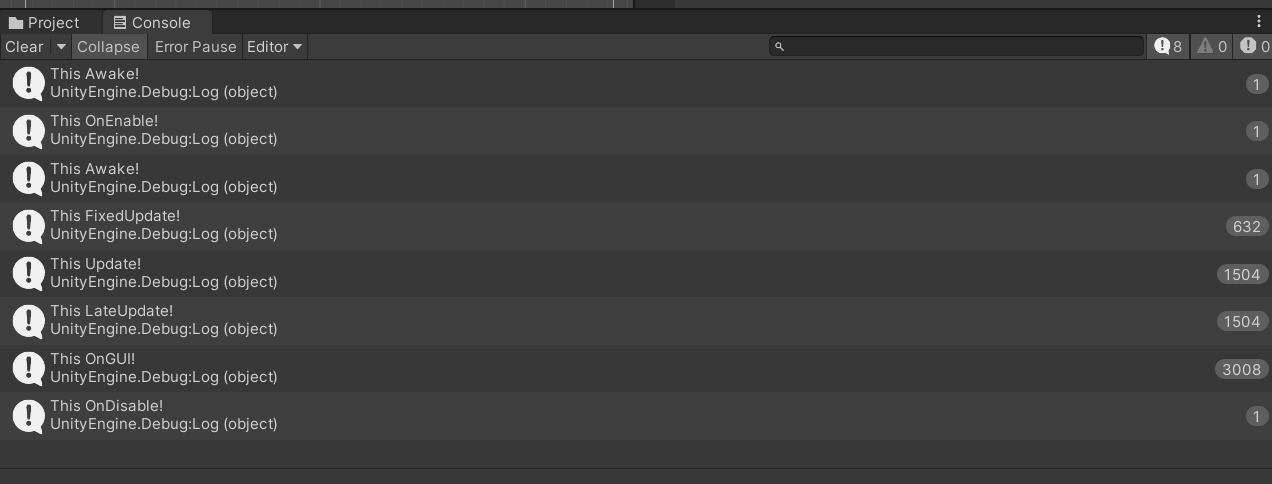 Project
Console
Clear
Collapse
Error Pause
Editor
8
0
0
This Awake!
UnityEngine.Debug:Log (object)
1
This OnEnable!
UnityEngine.Debug:Log (object)
1
This Awake!
UnityEngine.Debug:Log (object)
1
This FixedUpdate!
UnityEngine.Debug:Log (object)
632
This Update!
UnityEngine.Debug:Log (object)
1504
This LateUpdate!
UnityEngine.Debug:Log (object)
1504
This OnGUI!
UnityEngine.Debug:Log (object)
3008
This OnDisable!
UnityEngine.Debug:Log (object)
1